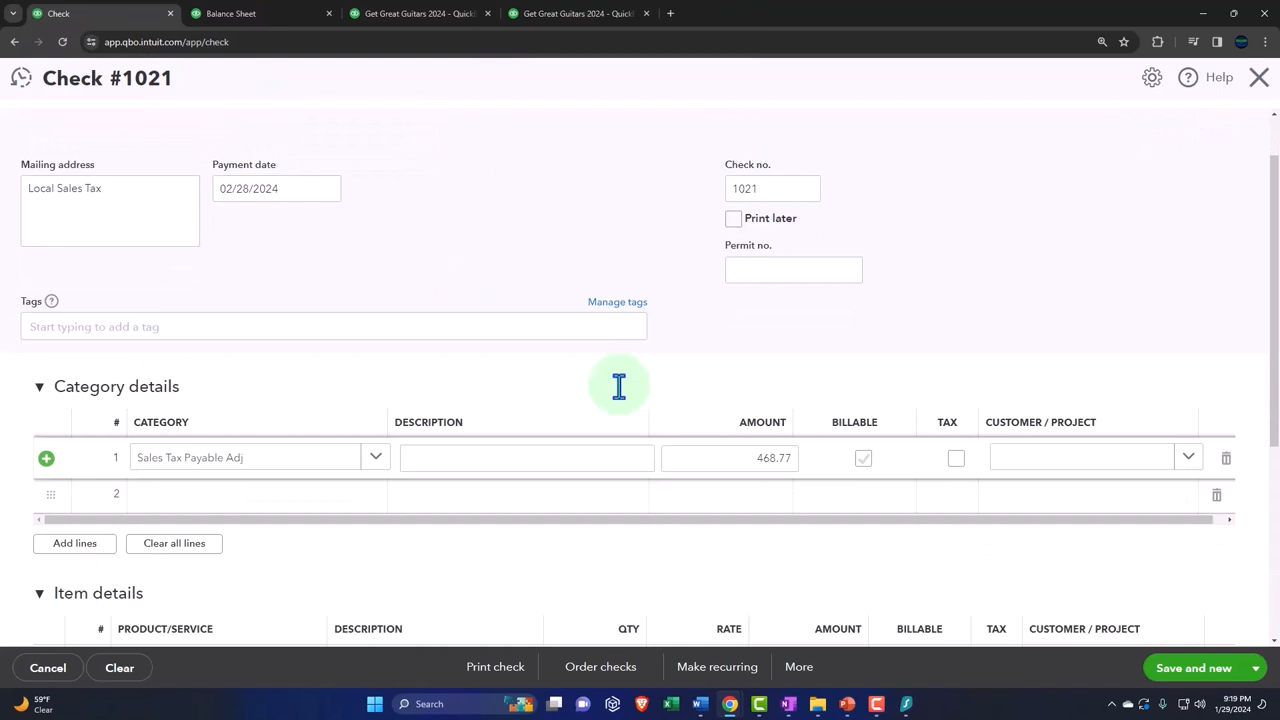 Check
Balance Sheet
Get Great Guitars 2024 - Quick
Get Great Guitars 2024 - Quick
app.qbo.intuit.com/app/check
Check #1021
Help
Mailing address
Payment date
Check no.
Local Sales Tax
02/28/2024
1021
Print later
Permit no.
Tags
Manage tags
Start typing to add a tag
Category details
# CATEGORY DESCRIPTION AMOUNT BILLABLE TAX CUSTOMER / PROJECT
1 Sales Tax Payable Adj 468.77
2
Add lines
Clear all lines
Item details
# PRODUCT/SERVICE DESCRIPTION QTY RATE AMOUNT BILLABLE TAX CUSTOMER / PROJECT
Cancel
Clear
Print check
Order checks
Make recurring
More
Save and new
59°F
Clear
Search
9:19 PM
1/29/2024